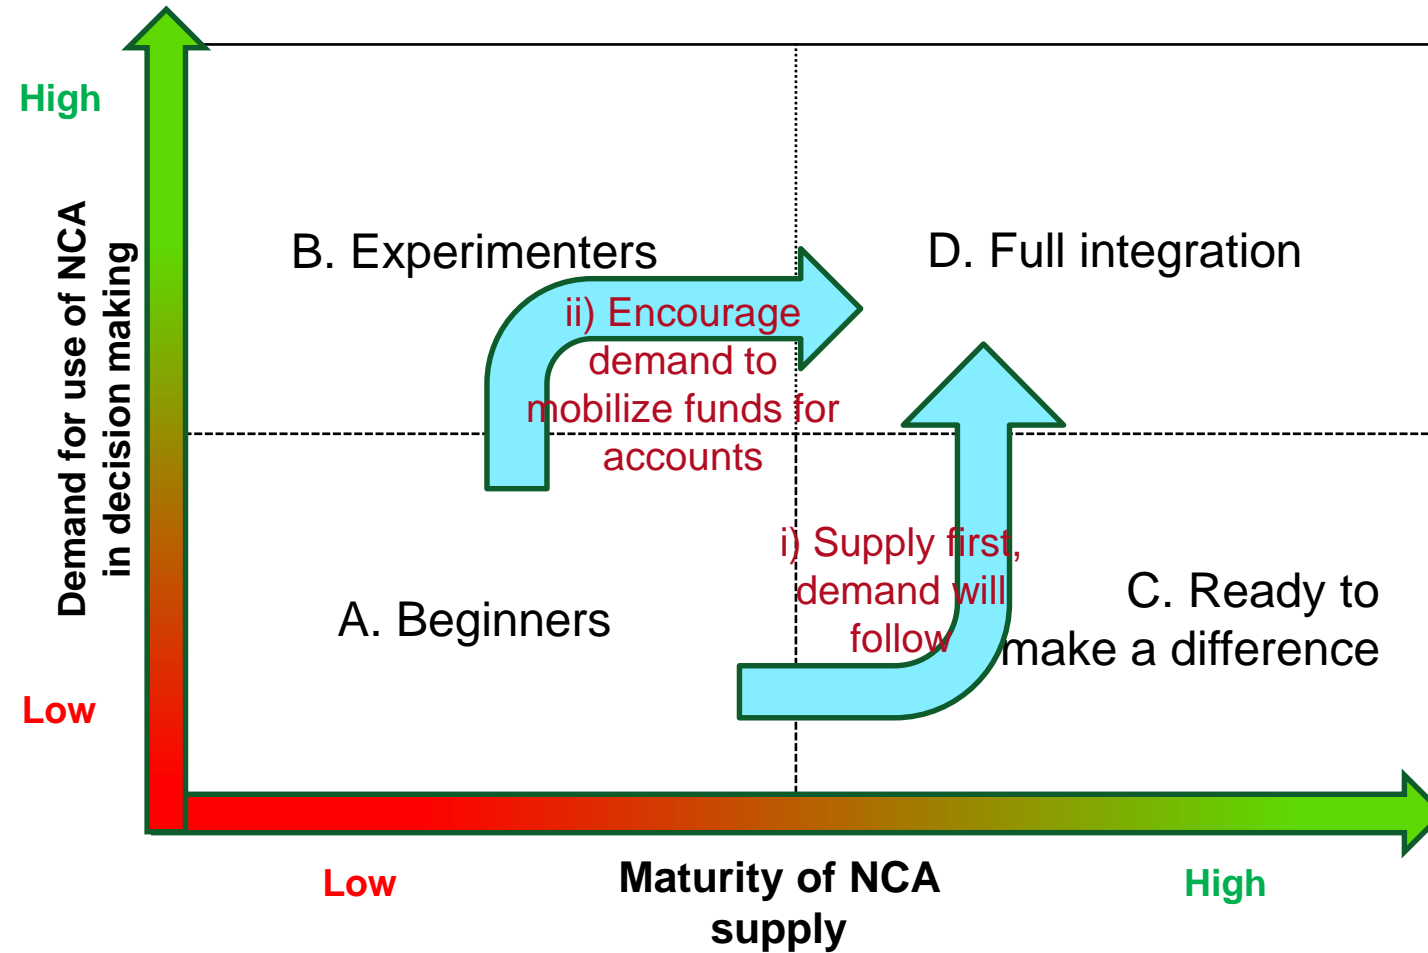 High
Demand for use of NCA
in decision making
Low
B. Experimenters
D. Full integration
ii) Encourage
demand to
mobilize funds for
accounts
i) Supply first,
demand will
follow
A. Beginners
C. Ready to
make a difference
Low
Maturity of NCA
supply
High